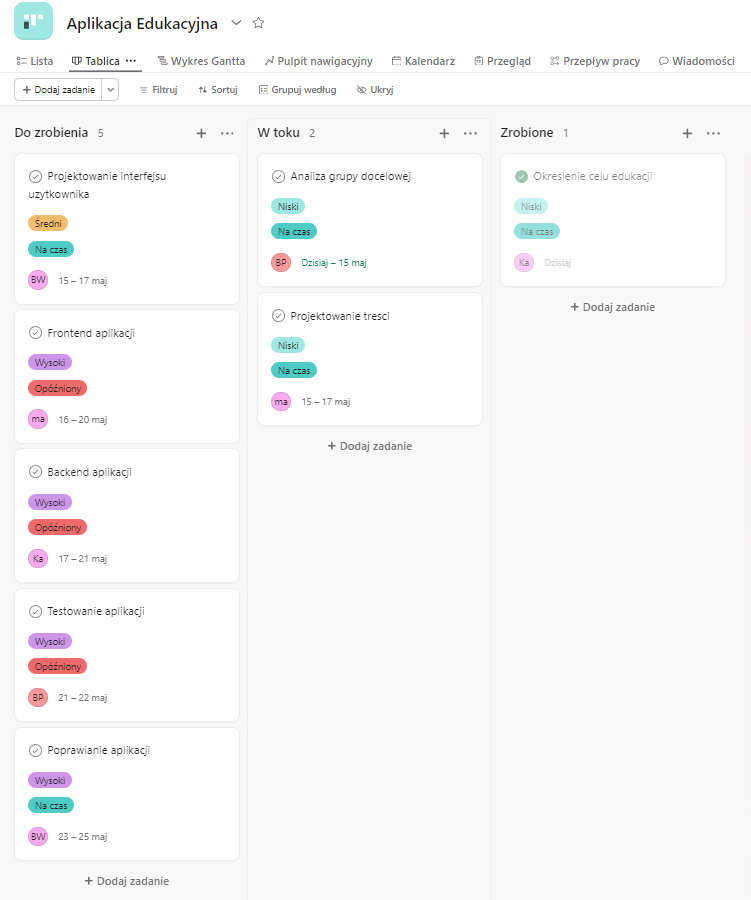 Aplikacja Edukacyjna
Lista Tablica ••• Wykres Gantta Pulpit nawigacyjny Kalendarz Przegląd Przepływ pracy Wiadomości
+ Dodaj zadanie Filtruj Sortuj Grupuj według Ukryj
Do zrobienia 5
Projektowanie interfejsu
uzytkownika
Średni
Na czas
BW 15 – 17 maj
Frontend aplikacji
Wysoki
Opóźniony
ma 16 – 20 maj
Backend aplikacji
Wysoki
Opóźniony
Ka 17 – 21 maj
Testowanie aplikacji
Wysoki
Opóźniony
BP 21 – 22 maj
Poprawianie aplikacji
Wysoki
Na czas
BW 23 – 25 maj
+ Dodaj zadanie
W toku 2
Analiza grupy docelowej
Niski
Na czas
BP Dzisiaj – 15 maj
Projektowanie tresci
Niski
Na czas
ma 15 – 17 maj
+ Dodaj zadanie
Zrobione 1
Okreslenie celu edukacji
Niski
Na czas
Ka Dzisiaj
+ Dodaj zadanie